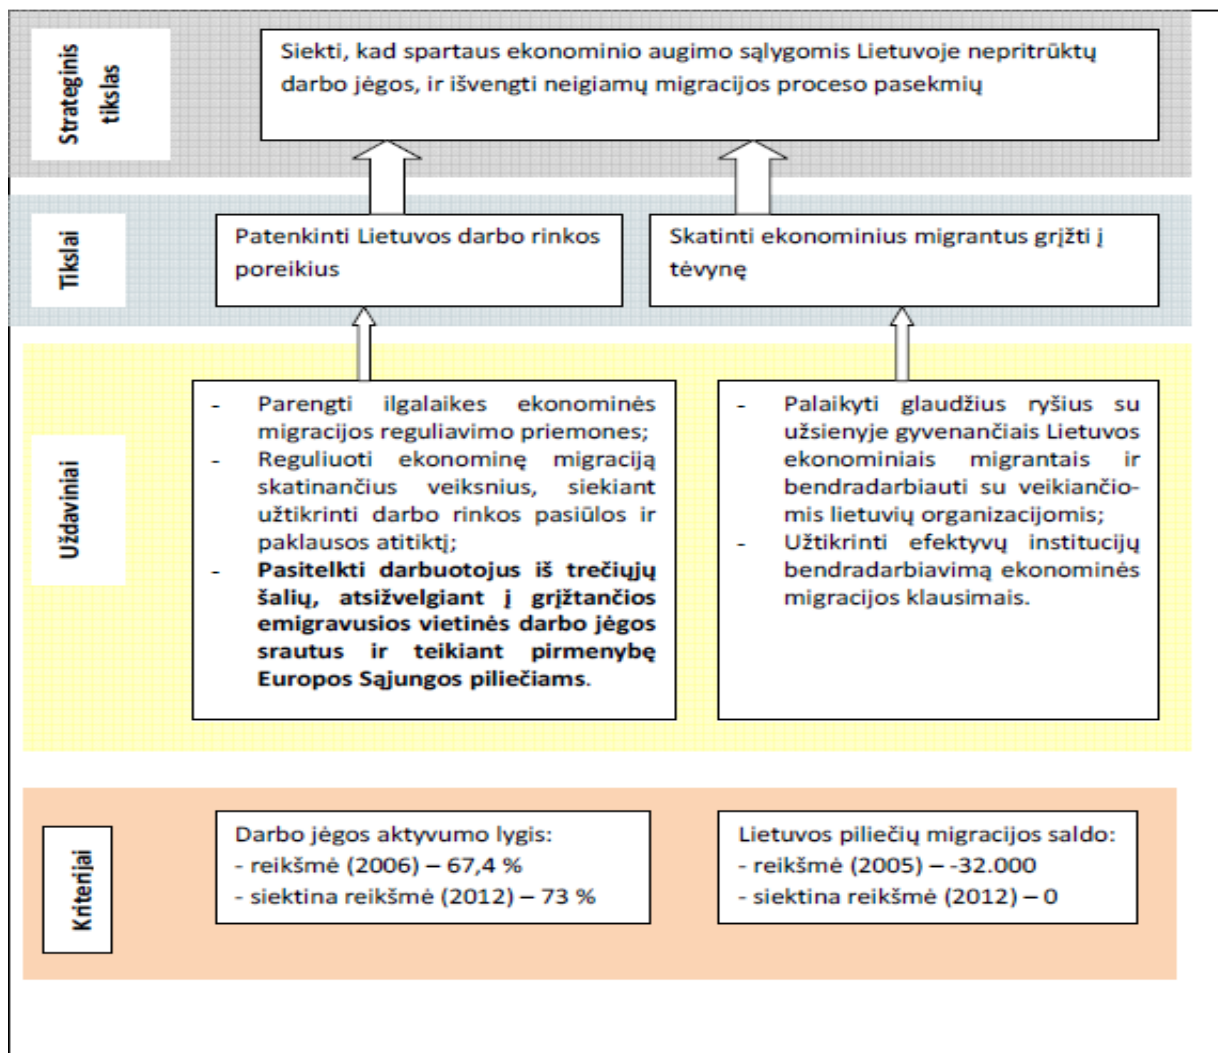 Strateginis
tikslas
Siekti, kad spartaus ekonominio augimo sąlygomis Lietuvoje nepritrūktų
darbo jėgos, ir išvengti neigiamų migracijos proceso pasekmių
Tikslai
Patenkinti Lietuvos darbo rinkos
poreikius
Skatinti ekonominius migrantus grįžti į
tėvynę
Uždaviniai
- Parengti ilgalaikes ekonominės
migracijos reguliavimo priemones;
- Reguliuoti ekonominę migraciją
skatinančius veiksnius, siekiant
užtikrinti darbo rinkos pasiūlos ir
paklausos atitiktį;
- Pasitelkti darbuotojus iš trečiųjų
šalių, atsižvelgiant į grįžtančios
emigravusios vietinės darbo jėgos
srautus ir teikiant pirmenybę
Europos Sąjungos piliečiams.
- Palaikyti glaudžius ryšius su
užsienyje gyvenančiais Lietuvos
ekonominiais migrantais ir
bendradarbiauti su veikiančio-
mis lietuvių organizacijomis;
- Užtikrinti efektyvų institucijų
bendradarbiavimą ekonominės
migracijos klausimais.
Kriterijai
Darbo jėgos aktyvumo lygis:
- reikšmė (2006) – 67,4 %
- siektina reikšmė (2012) – 73 %
Lietuvos piliečių migracijos saldo:
- reikšmė (2005) – -32.000
- siektina reikšmė (2012) – 0